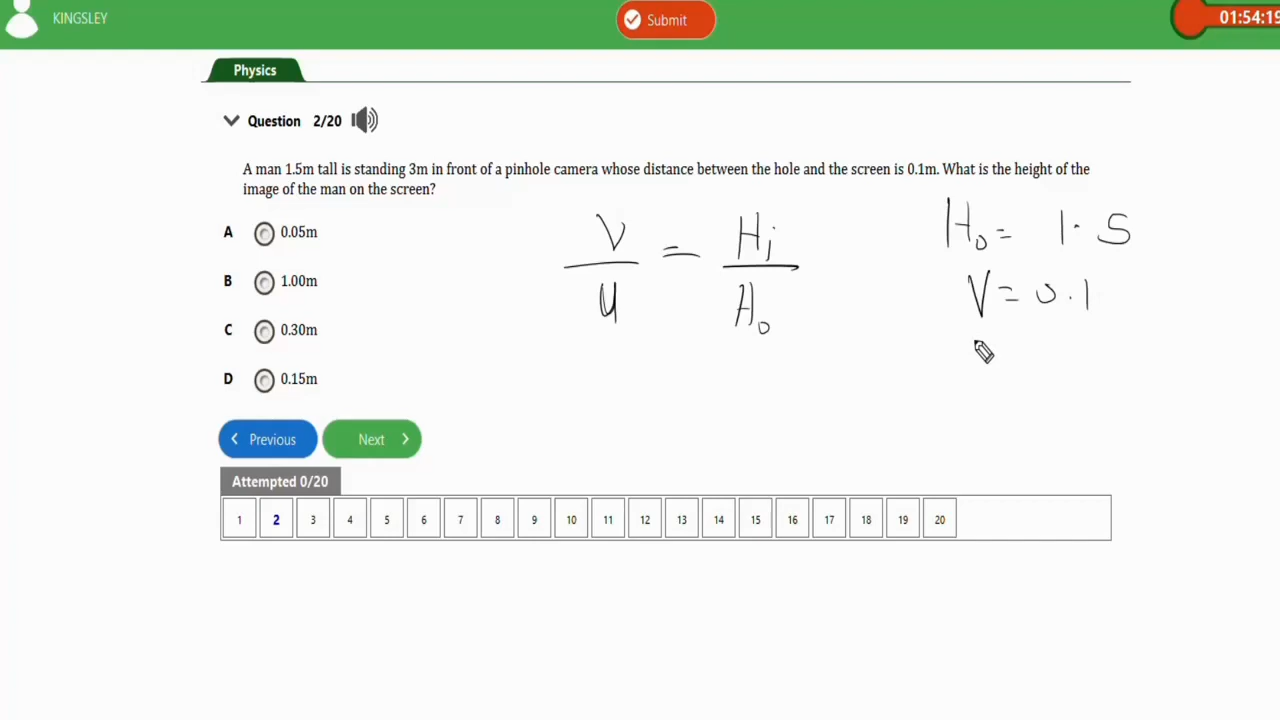 KINGSLEY
Submit
01:54:19
Physics
Question 2/20
A man 1.5m tall is standing 3m in front of a pinhole camera whose distance between the hole and the screen is 0.1m. What is the height of the
image of the man on the screen?
A 0.05m
B 1.00m
C 0.30m
D 0.15m
V/u = Hi/Ho
Ho = 1.5
V = 0.1
Previous Next
Attempted 0/20
1 2 3 4 5 6 7 8 9 10 11 12 13 14 15 16 17 18 19 20